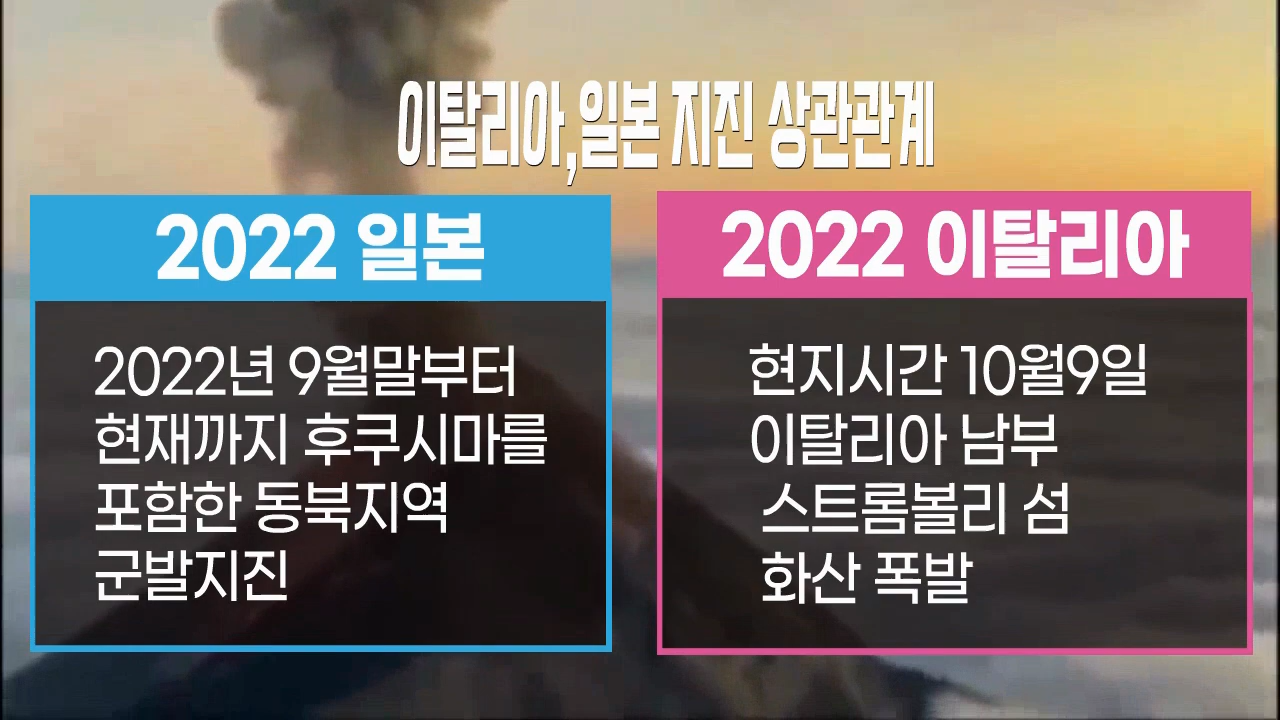 이탈리아,일본 지진 상관관계
2022 일본
2022년 9월말부터
현재까지 후쿠시마를
포함한 동북지역
군발지진
2022 이탈리아
현지시간 10월9일
이탈리아 남부
스트롬볼리 섬
화산 폭발